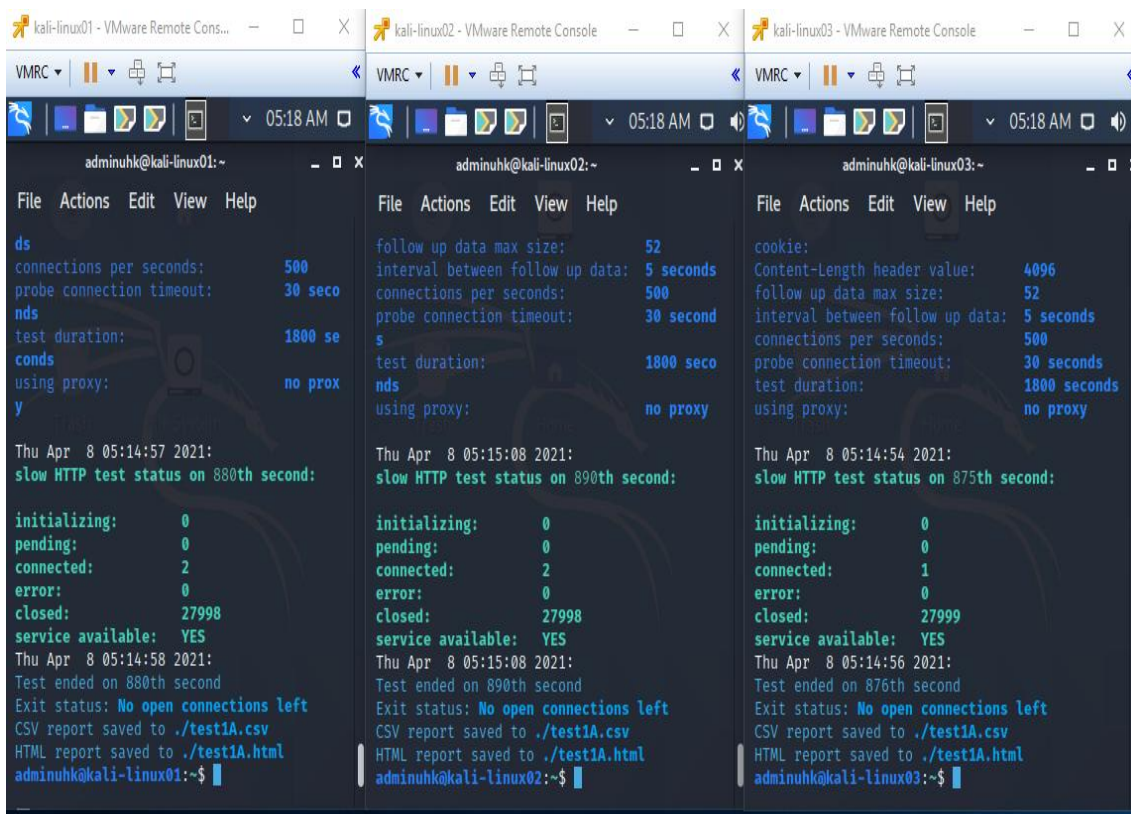 kali-linux01 - VMware Remote Cons...
VMRC
05:18 AM
adminuhk@kali-linux01:~
File Actions Edit View Help
ds
connections per seconds: 500
probe connection timeout: 30 seco
nds
test duration: 1800 se
conds
using proxy: no prox
y
Thu Apr 8 05:14:57 2021:
slow HTTP test status on 880th second:
initializing: 0
pending: 0
connected: 2
error: 0
closed: 27998
service available: YES
Thu Apr 8 05:14:58 2021:
Test ended on 880th second
Exit status: No open connections left
CSV report saved to ./test1A.csv
HTML report saved to ./test1A.html
adminuhk@kali-linux01:~$
kali-linux02 - VMware Remote Console
VMRC
05:18 AM
adminuhk@kali-linux02:~
File Actions Edit View Help
follow up data max size: 52
interval between follow up data: 5 seconds
connections per seconds: 500
probe connection timeout: 30 second
s
test duration: 1800 seco
nds
using proxy: no proxy
Thu Apr 8 05:15:08 2021:
slow HTTP test status on 890th second:
initializing: 0
pending: 0
connected: 2
error: 0
closed: 27998
service available: YES
Thu Apr 8 05:15:08 2021:
Test ended on 890th second
Exit status: No open connections left
CSV report saved to ./test1A.csv
HTML report saved to ./test1A.html
adminuhk@kali-linux02:~$
kali-linux03 - VMware Remote Console
VMRC
05:18 AM
adminuhk@kali-linux03:~
File Actions Edit View Help
cookie:
Content-Length header value: 4096
follow up data max size: 52
interval between follow up data: 5 seconds
connections per seconds: 500
probe connection timeout: 30 seconds
test duration: 1800 seconds
using proxy: no proxy
Thu Apr 8 05:14:54 2021:
slow HTTP test status on 875th second:
initializing: 0
pending: 0
connected: 1
error: 0
closed: 27999
service available: YES
Thu Apr 8 05:14:56 2021:
Test ended on 876th second
Exit status: No open connections left
CSV report saved to ./test1A.csv
HTML report saved to ./test1A.html
adminuhk@kali-linux03:~$